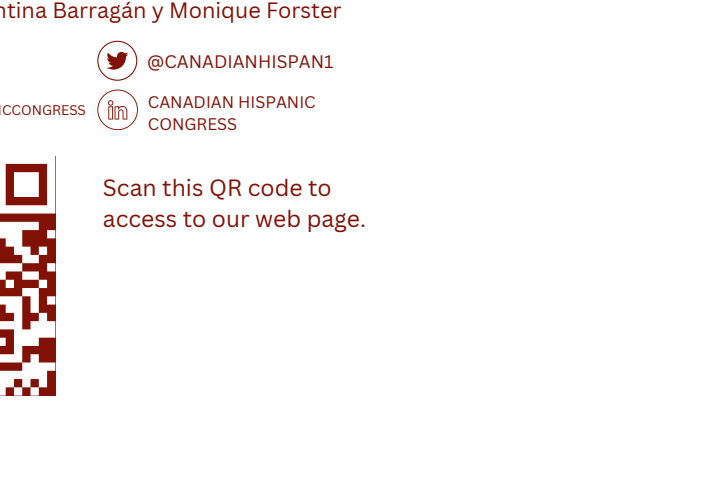 Barragán y Monique Forster
@CANADIANHISPAN1
CANADIAN HISPANIC
CONGRESS
Scan this QR code to
access to our web page.